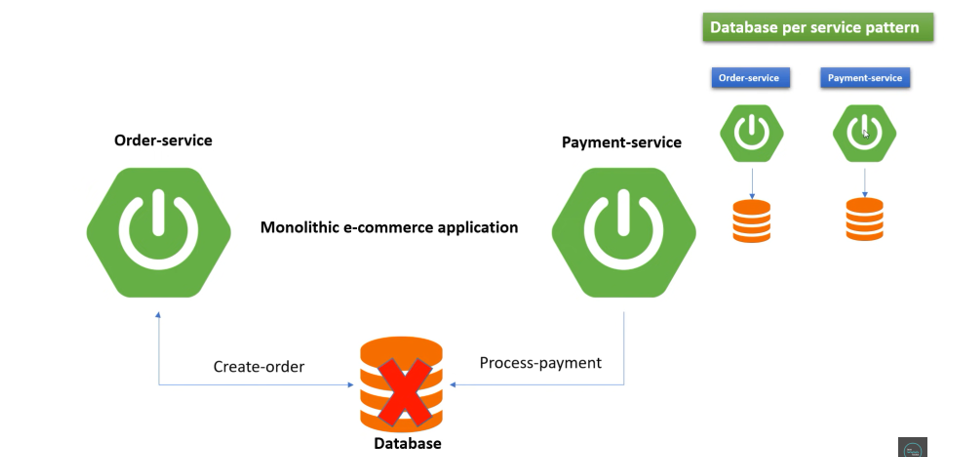 Database per service pattern
Order-service
Payment-service
Order-service
Payment-service
Monolithic e-commerce application
Create-order
Process-payment
Database